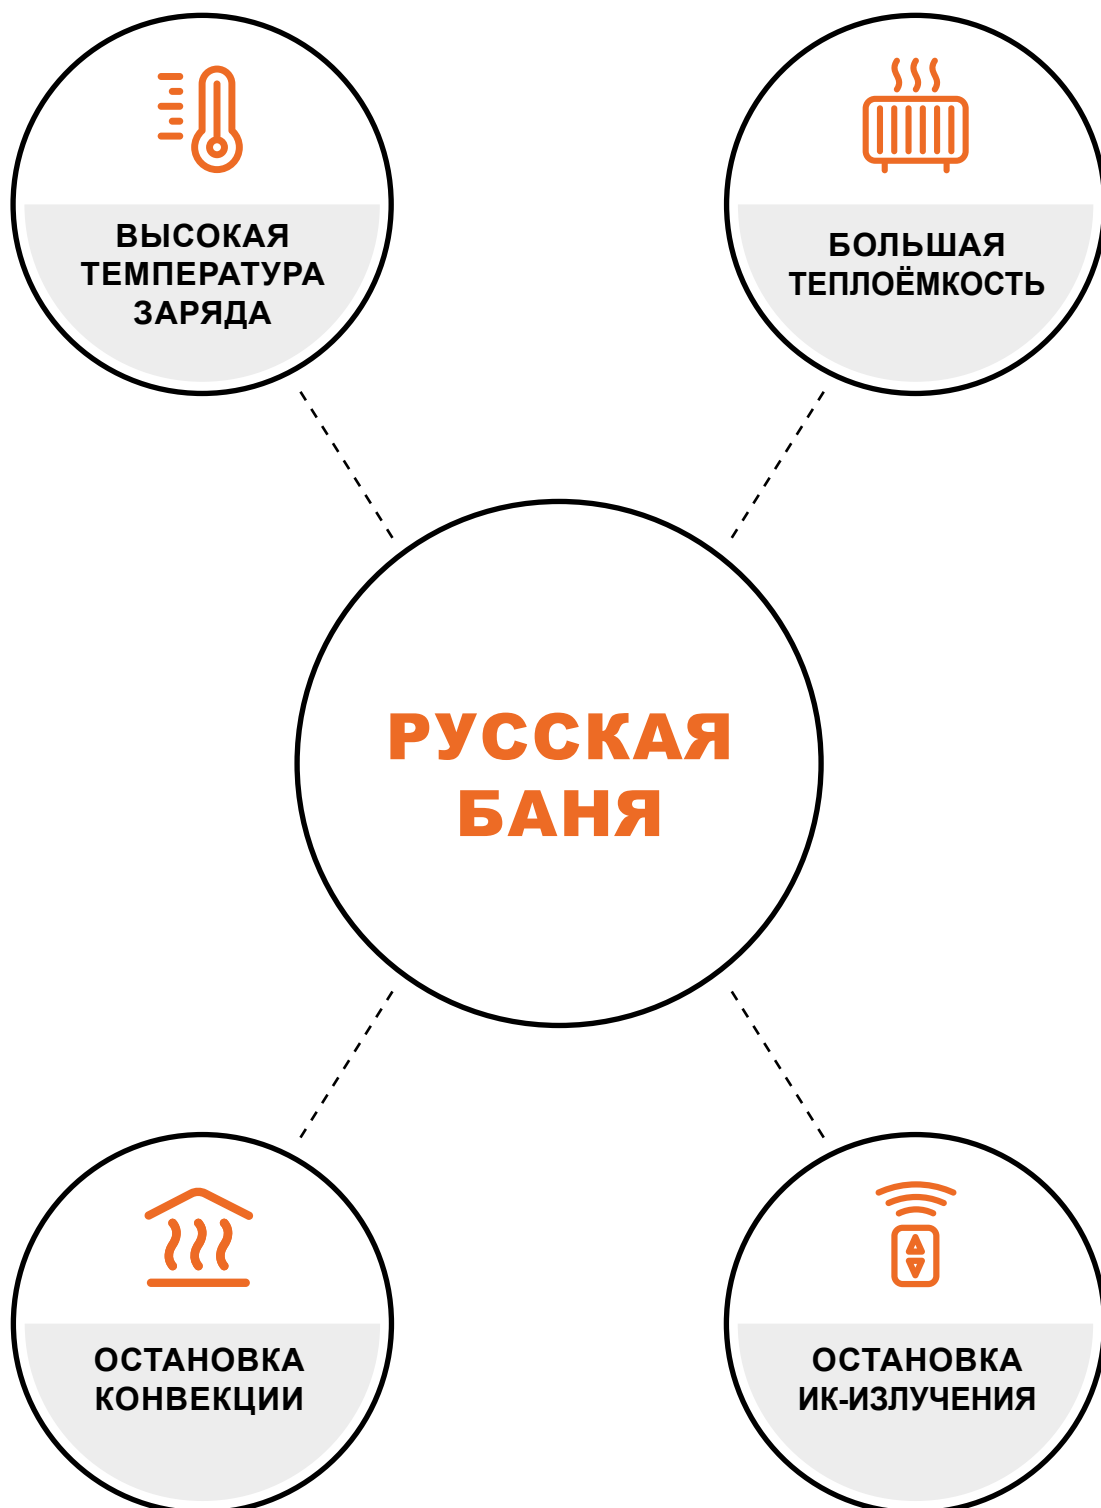 ВЫСОКАЯ
ТЕМПЕРАТУРА
ЗАРЯДА
БОЛЬШАЯ
ТЕПЛОЁМКОСТЬ
РУССКАЯ
БАНЯ
ОСТАНОВКА
КОНВЕКЦИИ
ОСТАНОВКА
ИК-ИЗЛУЧЕНИЯ